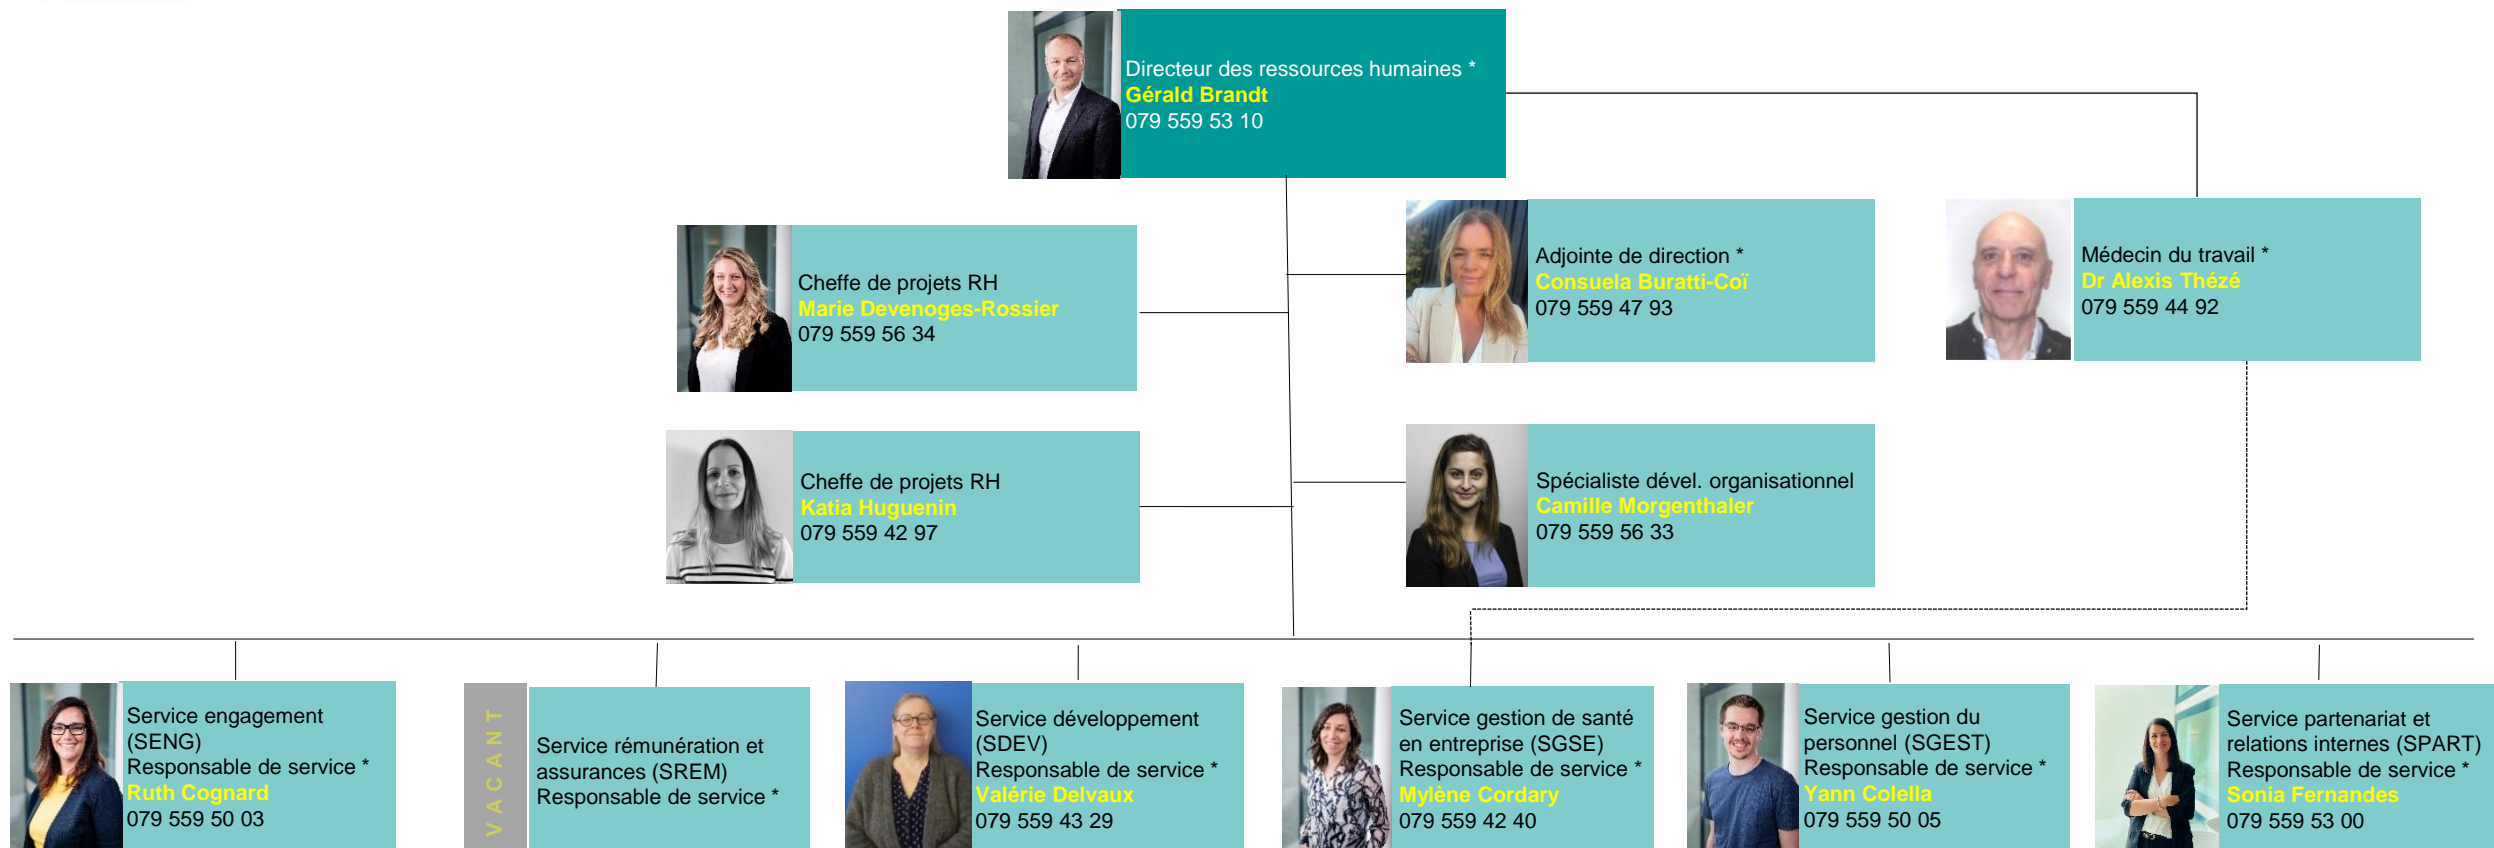 Directeur des ressources humaines *
Gérald Brandt
079 559 53 10
Cheffe de projets RH
Marie Devenoges-Rossier
079 559 56 34
Adjointe de direction *
Consuela Buratti-Coï
079 559 47 93
Médecin du travail *
Dr Alexis Thézé
079 559 44 92
Cheffe de projets RH
Katia Huguenin
079 559 42 97
Spécialiste dével. organisationnel
Camille Morgenthaler
079 559 56 33
Service engagement
(SENG)
Responsable de service *
Ruth Cognard
079 559 50 03
VACANT
Service rémunération et
assurances (SREM)
Responsable de service *
Service développement
(SDEV)
Responsable de service *
Valérie Delvaux
079 559 43 29
Service gestion de santé
en entreprise (SGSE)
Responsable de service *
Mylène Cordary
079 559 42 40
Service gestion du
personnel (SGEST)
Responsable de service *
Yann Colella
079 559 50 05
Service partenariat et
relations internes (SPART)
Responsable de service *
Sonia Fernandes
079 559 53 00